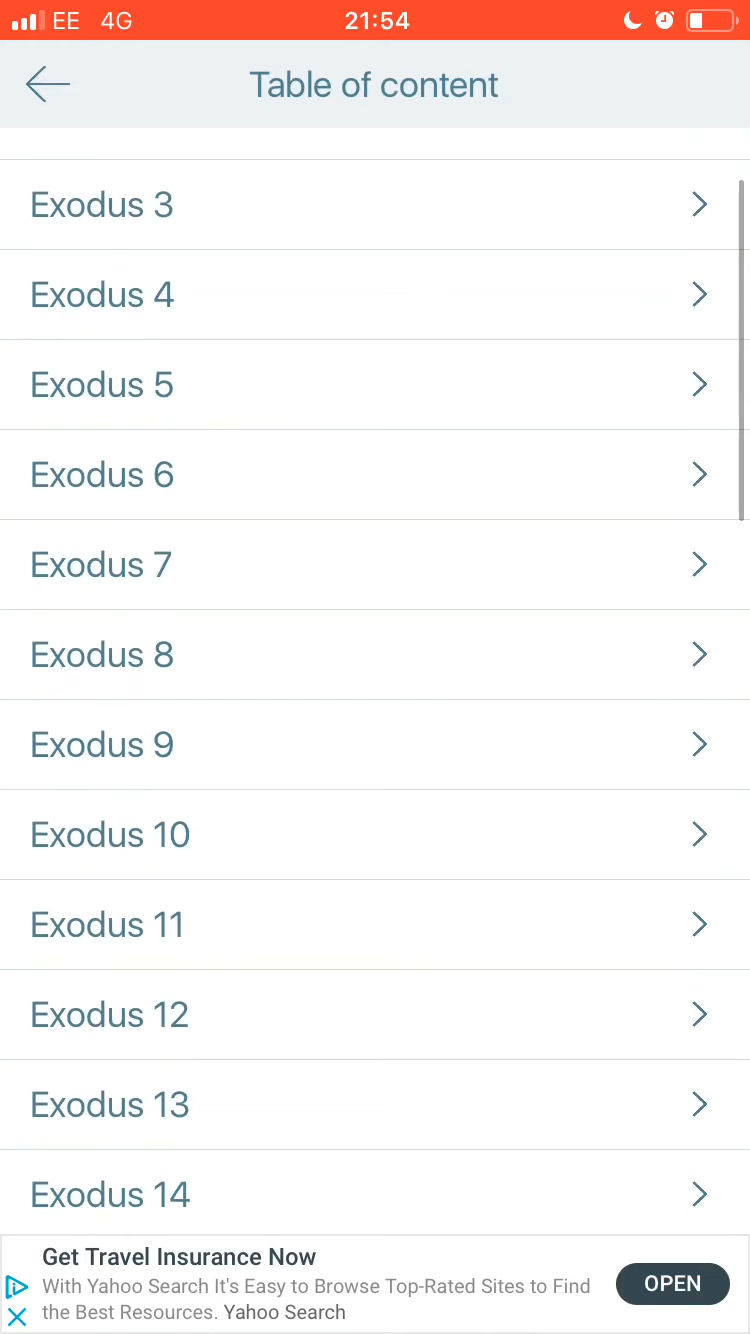 EE 4G 21:54
Table of content
Exodus 3
Exodus 4
Exodus 5
Exodus 6
Exodus 7
Exodus 8
Exodus 9
Exodus 10
Exodus 11
Exodus 12
Exodus 13
Exodus 14
Get Travel Insurance Now
With Yahoo Search It's Easy to Browse Top-Rated Sites to Find
the Best Resources. Yahoo Search
OPEN